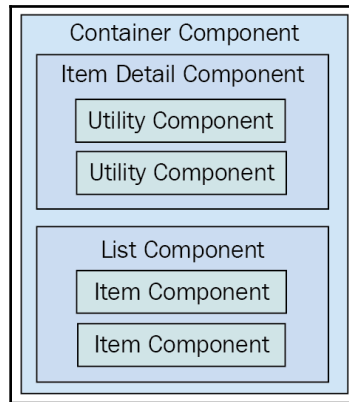 Container Component
Item Detail Component
Utility Component
Utility Component
List Component
Item Component
Item Component